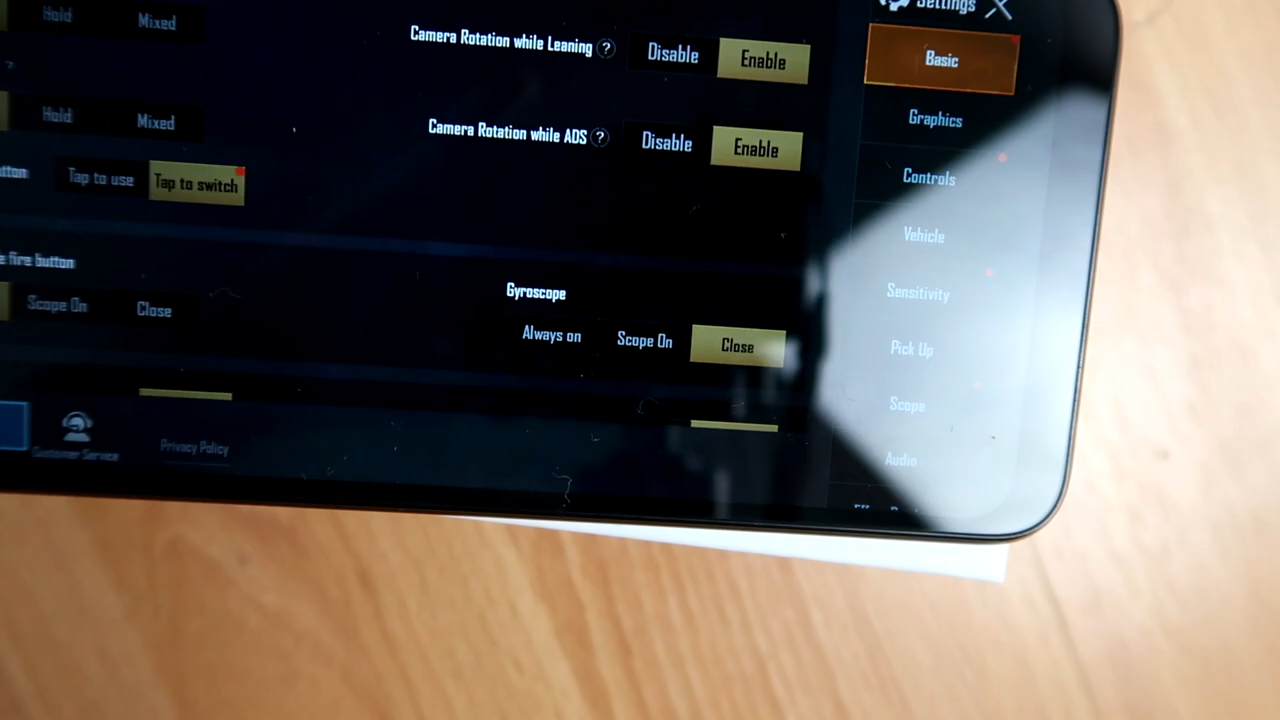 Settings
Hold Mixed
Camera Rotation while Leaning ? Disable Enable
Basic
Graphics
Hold Mixed
Camera Rotation while ADS ? Disable Enable
Controls
Tap to use Tap to switch
Vehicle
fire button
Gyroscope
Sensitivity
Scope On Close
Always on Scope On Close
Pick Up
Scope
Customer Service
Privacy Policy
Audio